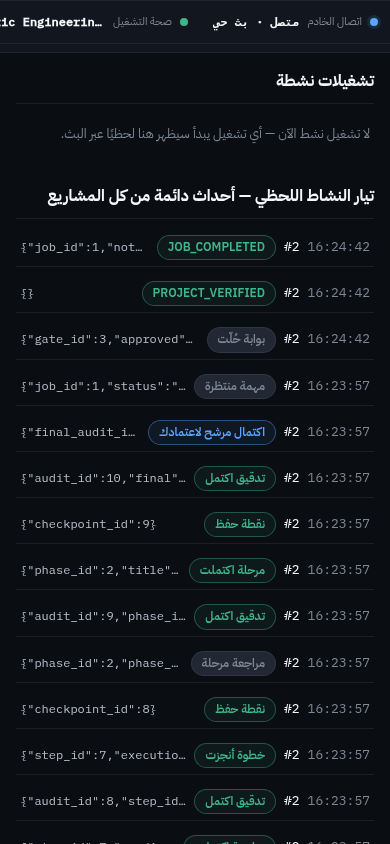 اتصال الخادم متصل · بث حي صحة التشغيل ic Engineerin…
تشغيلات نشطة
لا تشغيل نشط الآن — أي تشغيل يبدأ سيظهر هنا لحظيًا عبر البث.
تيار النشاط اللحظي — أحداث دائمة من كل المشاريع
16:24:42 #2 JOB_COMPLETED {"job_id":1,"not…
16:24:42 #2 PROJECT_VERIFIED {}
16:24:42 #2 بوابة حُلّت {"gate_id":3,"approved"…
16:23:57 #2 مهمة منتظرة {"job_id":1,"status":"…
16:23:57 #2 اكتمال مرشح لاعتمادك {"final_audit_i…
16:23:57 #2 تدقيق اكتمل {"audit_id":10,"final"…
16:23:57 #2 نقطة حفظ {"checkpoint_id":9}
16:23:57 #2 مرحلة اكتملت {"phase_id":2,"title"…
16:23:57 #2 تدقيق اكتمل {"audit_id":9,"phase_i…
16:23:57 #2 مراجعة مرحلة {"phase_id":2,"phase_…
16:23:57 #2 نقطة حفظ {"checkpoint_id":8}
16:23:57 #2 خطوة أنجزت {"step_id":7,"executio…
16:23:57 #2 تدقيق اكتمل {"audit_id":8,"step_id…